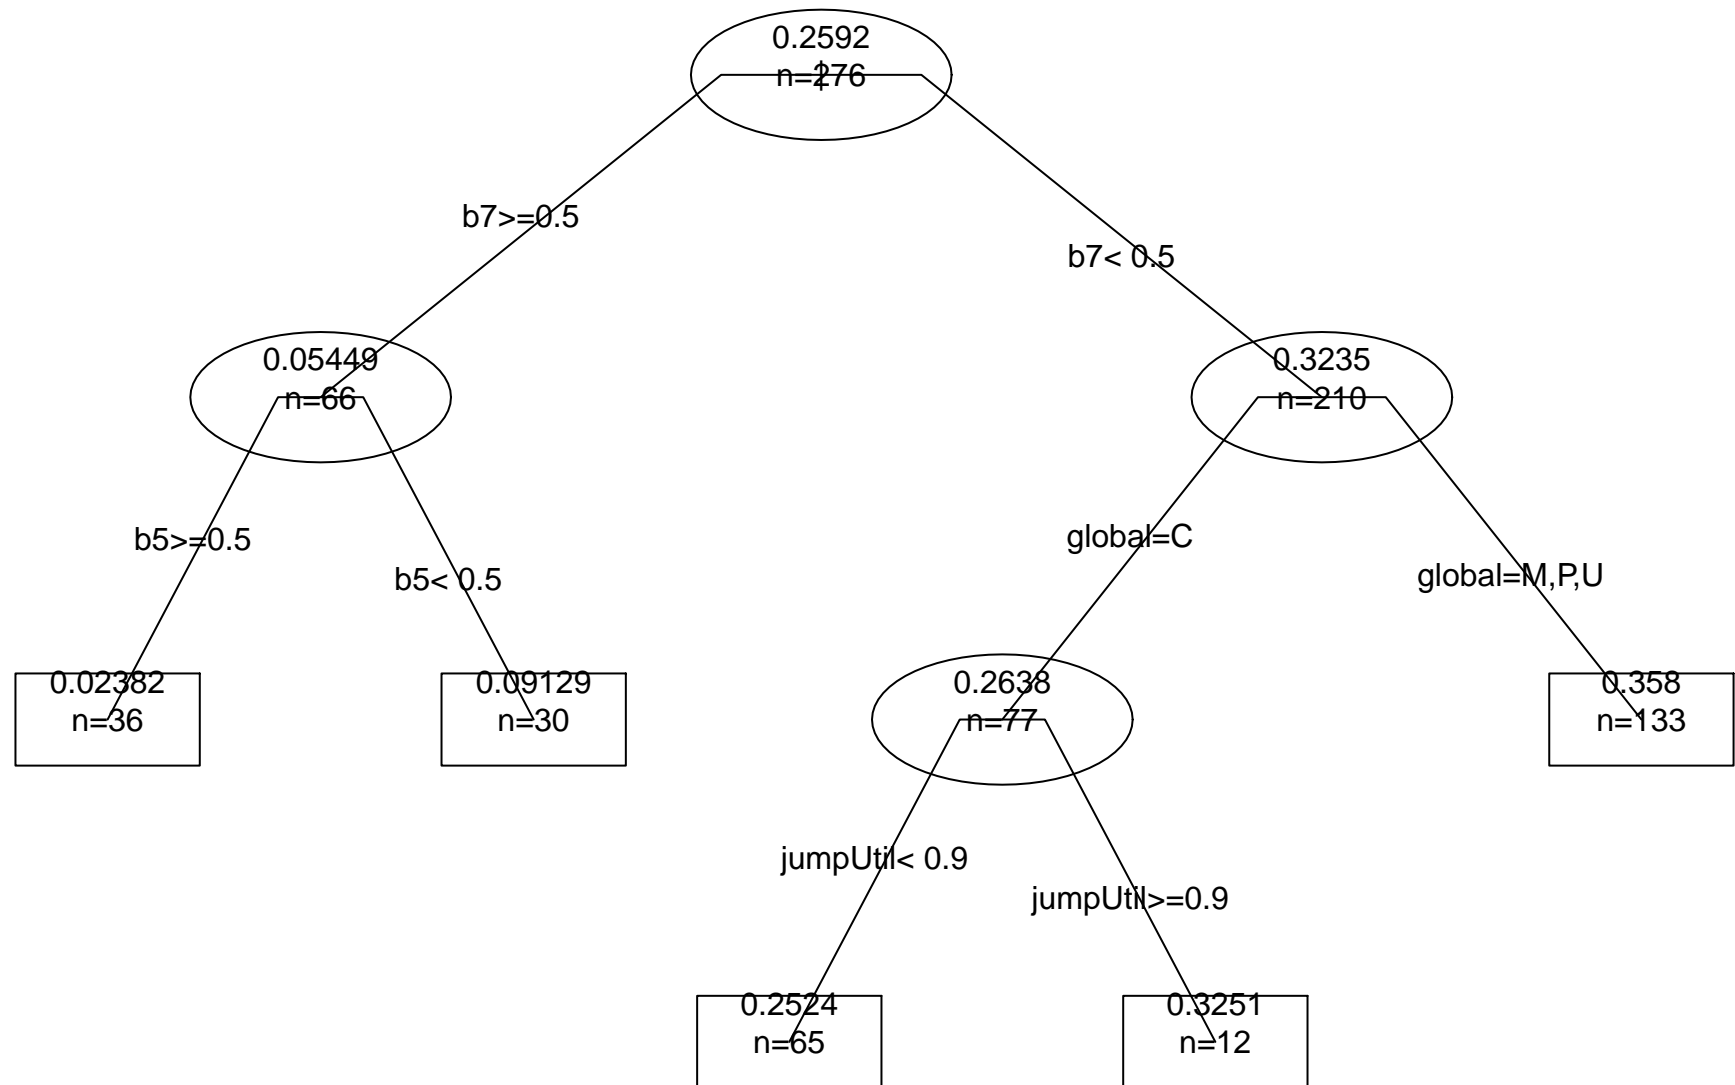 0.2592
n=276
b7>=0.5
b7< 0.5
0.05449
n=66
0.3235
n=210
b5>=0.5
b5< 0.5
global=C
global=M,P,U
0.02382
n=36
0.09129
n=30
0.2638
n=77
0.358
n=133
jumpUtil< 0.9
jumpUtil>=0.9
0.2524
n=65
0.3251
n=12